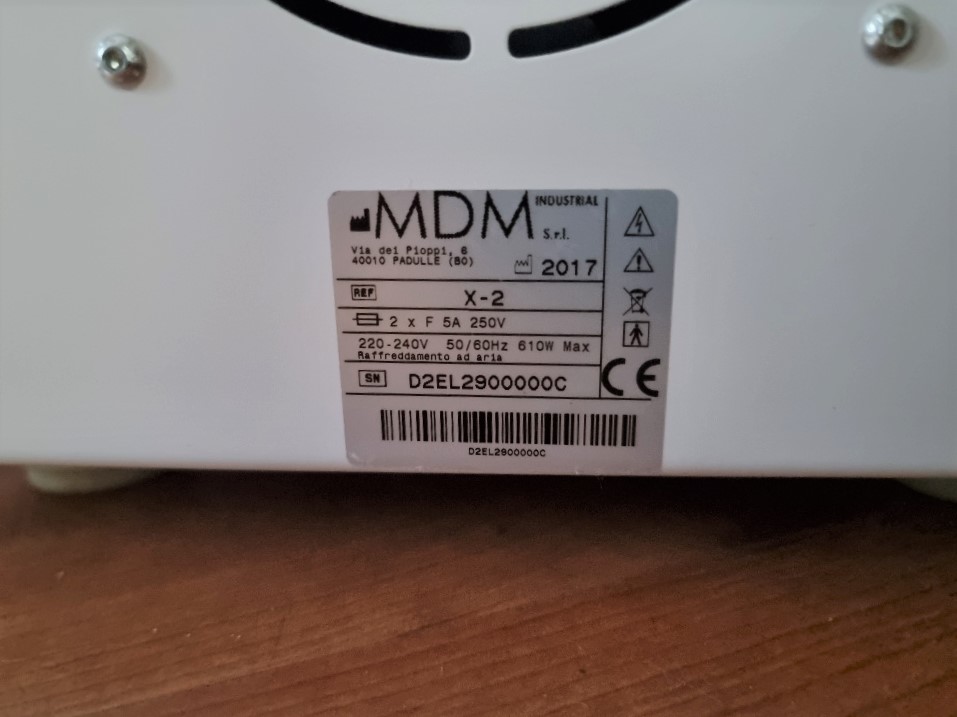 MDM INDUSTRIAL
S.r.l.
Via dei Pioppi, 6
40010 PADULLE (BO)
2017
REF X-2
2 x F 5A 250V
220-240V 50/60Hz 610W Max
Raffreddamento ad aria
SN D2EL2900000C
CE
D2EL2900000C